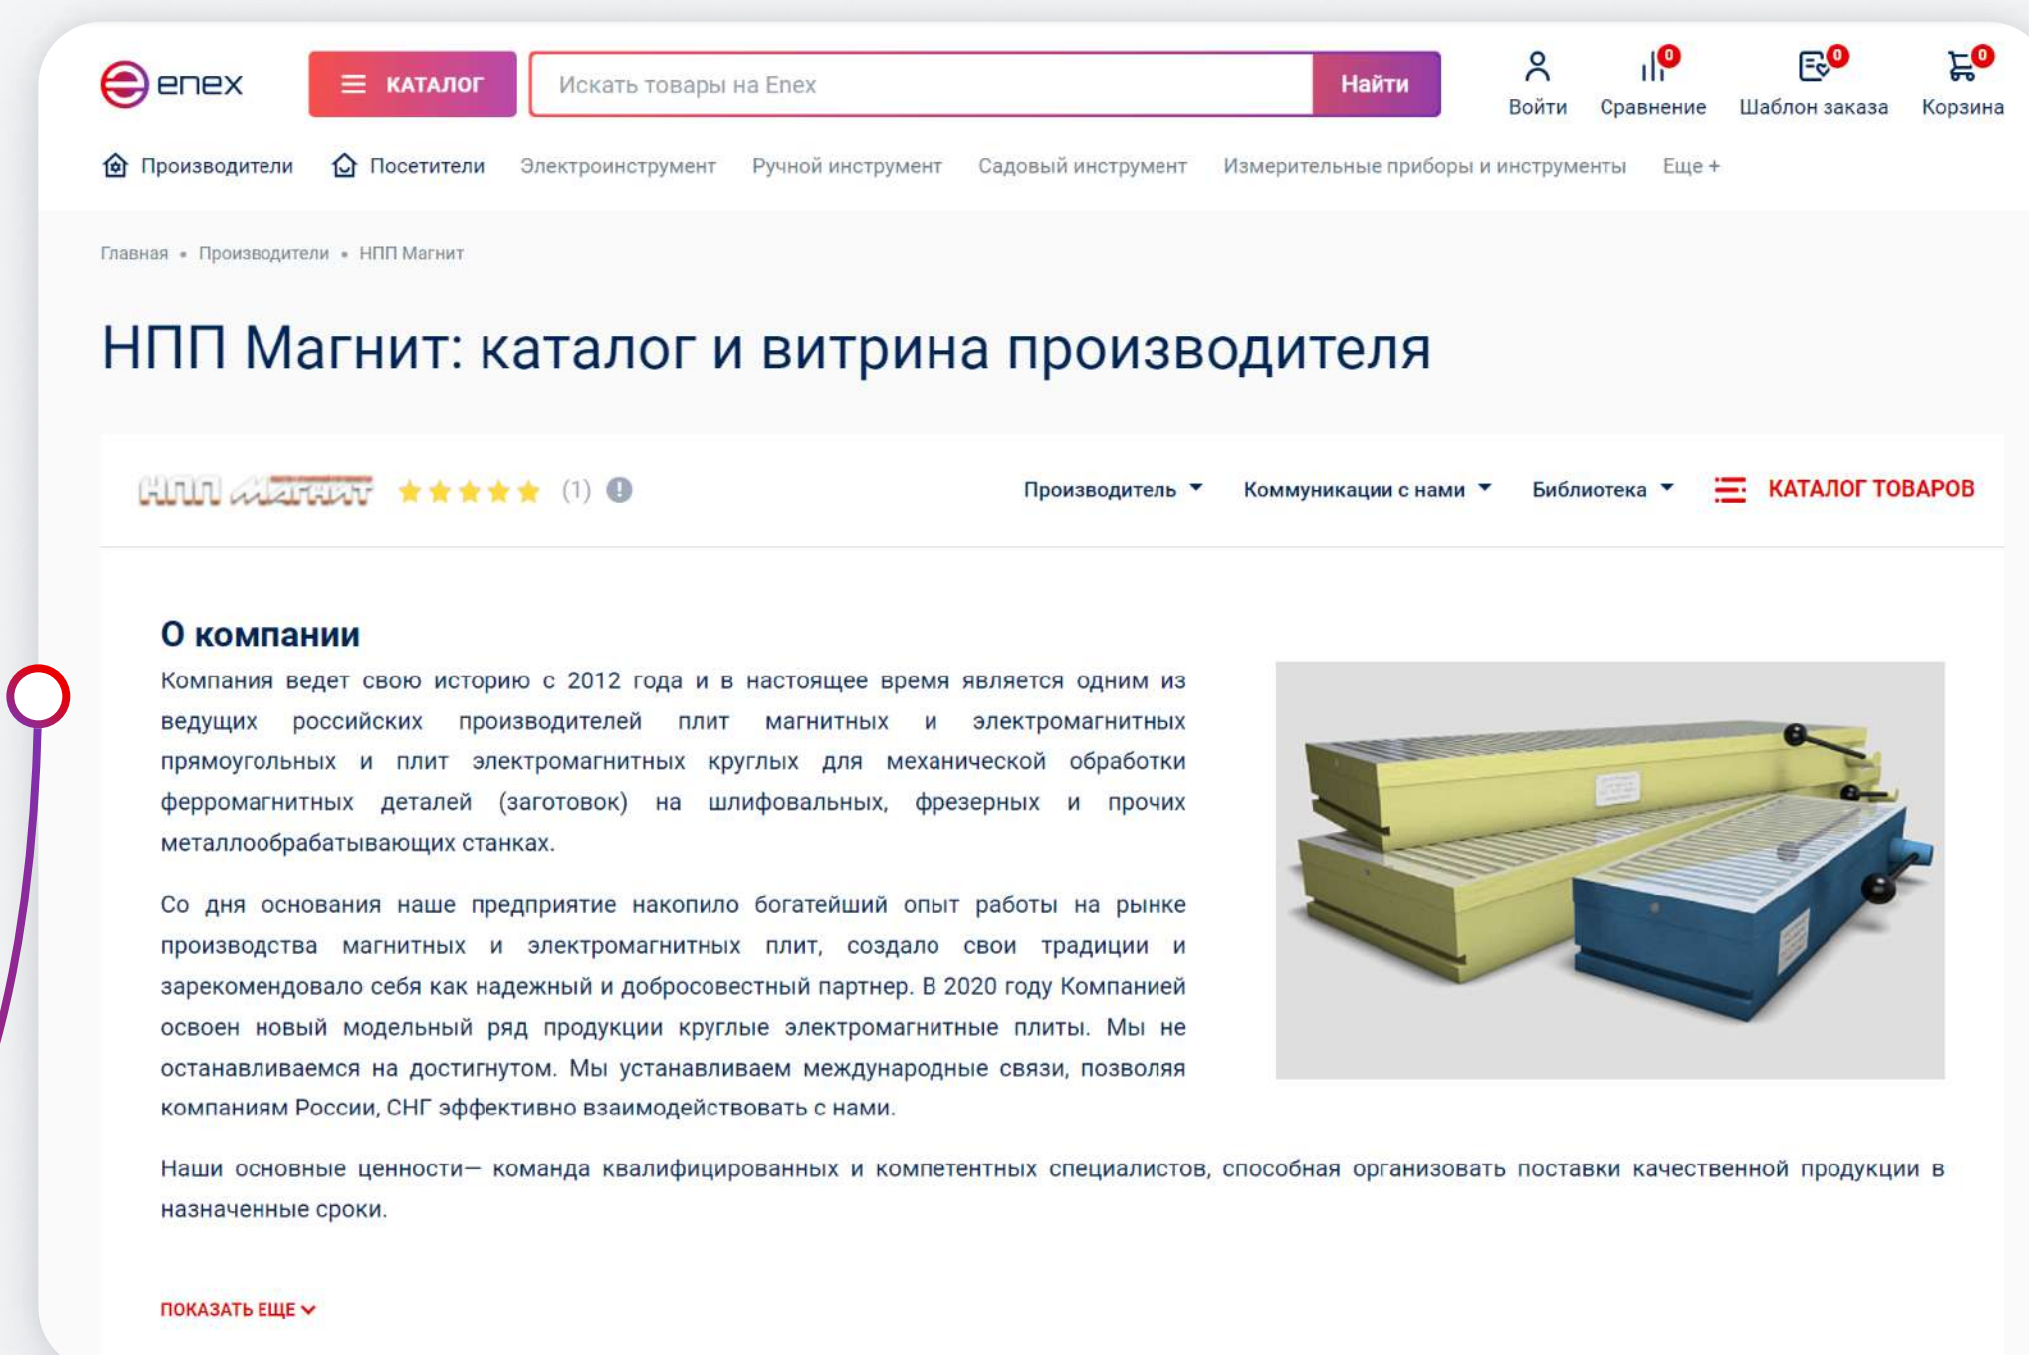 enex
КАТАЛОГ
Искать товары на Enex
Найти
Войти
0
Сравнение
0
Шаблон заказа
0
Корзина
Производители
Посетители
Электроинструмент
Ручной инструмент
Садовый инструмент
Измерительные приборы и инструменты
Еще +
Главная • Производители • НПП Магнит
НПП Магнит: каталог и витрина производителя
НПП Магнит
(1)
Производитель
Коммуникации с нами
Библиотека
КАТАЛОГ ТОВАРОВ
О компании
Компания ведет свою историю с 2012 года и в настоящее время является одним из
ведущих российских производителей плит магнитных и электромагнитных
прямоугольных и плит электромагнитных круглых для механической обработки
ферромагнитных деталей (заготовок) на шлифовальных, фрезерных и прочих
металлообрабатывающих станках.
Со дня основания наше предприятие накопило богатейший опыт работы на рынке
производства магнитных и электромагнитных плит, создало свои традиции и
зарекомендовало себя как надежный и добросовестный партнер. В 2020 году Компанией
освоен новый модельный ряд продукции круглые электромагнитные плиты. Мы не
останавливаемся на достигнутом. Мы устанавливаем международные связи, позволяя
компаниям России, СНГ эффективно взаимодействовать с нами.
Наши основные ценности— команда квалифицированных и компетентных специалистов, способная организовать поставки качественной продукции в
назначенные сроки.
ПОКАЗАТЬ ЕЩЕ